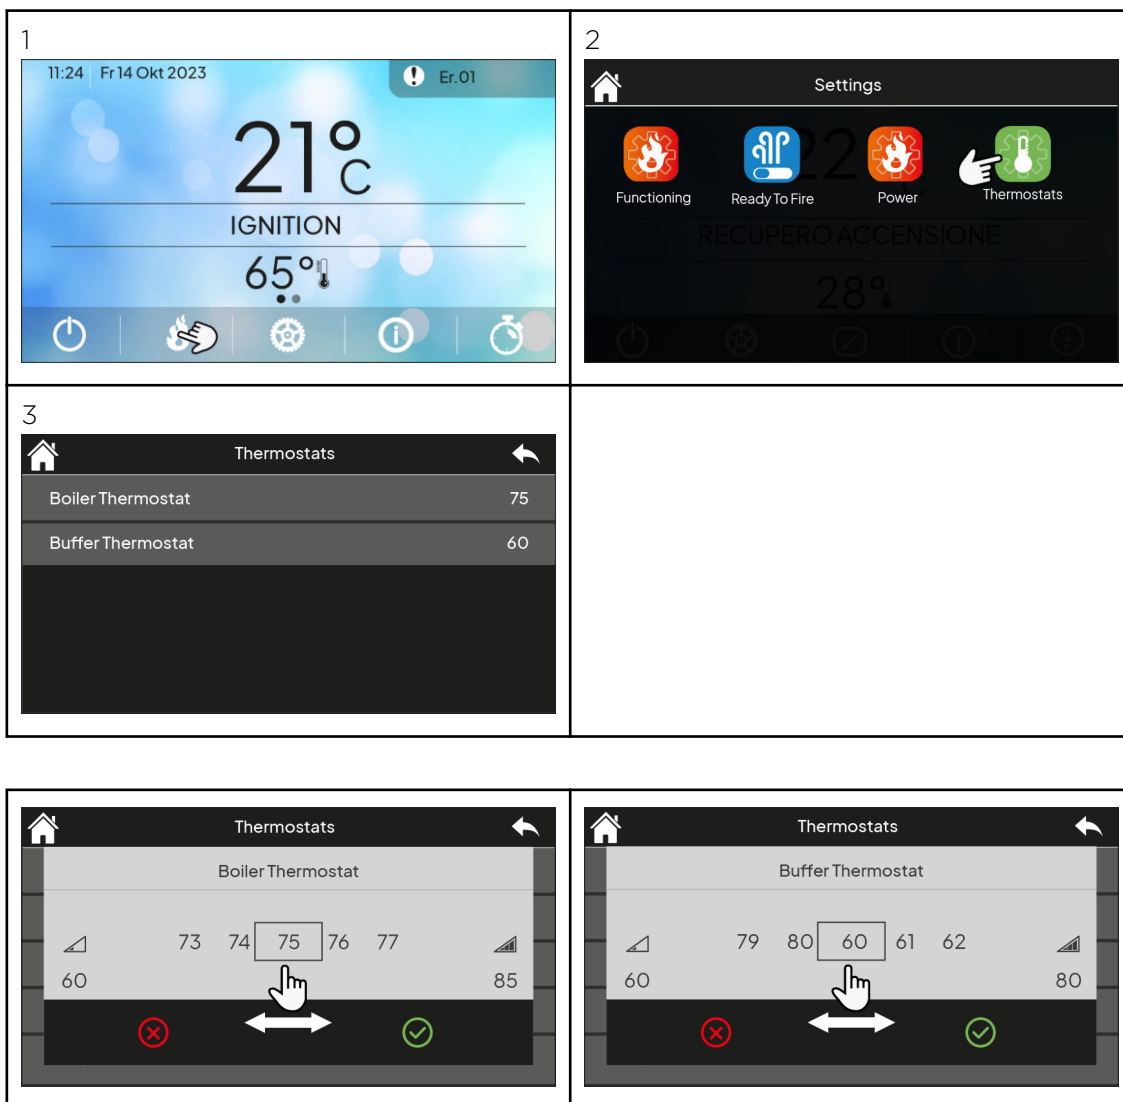 1
11:24 Fr 14 Okt 2023 Er.01
21°C
IGNITION
65°
2
Settings
Functioning Ready To Fire Power Thermostats
22°C
RECUPERO ACCENSIONE
28°
3
Thermostats
Boiler Thermostat 75
Buffer Thermostat 60
Thermostats
Boiler Thermostat
73 74 75 76 77
60 85
Thermostats
Buffer Thermostat
79 80 60 61 62
60 80